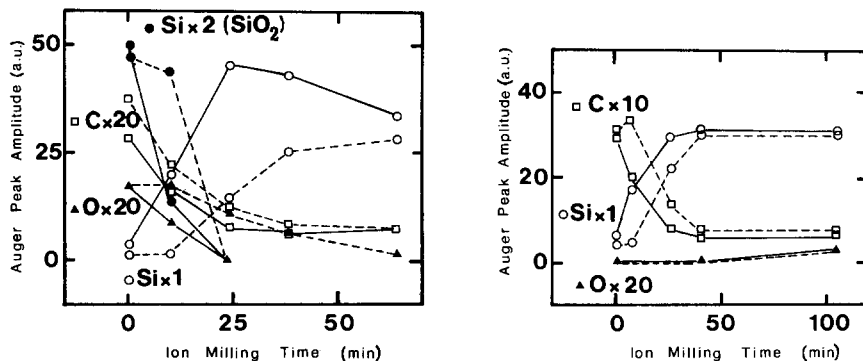 Si×2 (SiO₂)
50
C×20
25
O×20
0
Si×1
0
25
50
Ion Milling Time (min)
Auger Peak Amplitude (a.u.)
40
C×10
20
Si×1
0
O×20
0
50
100
Ion Milling Time (min)
Auger Peak Amplitude (a.u.)